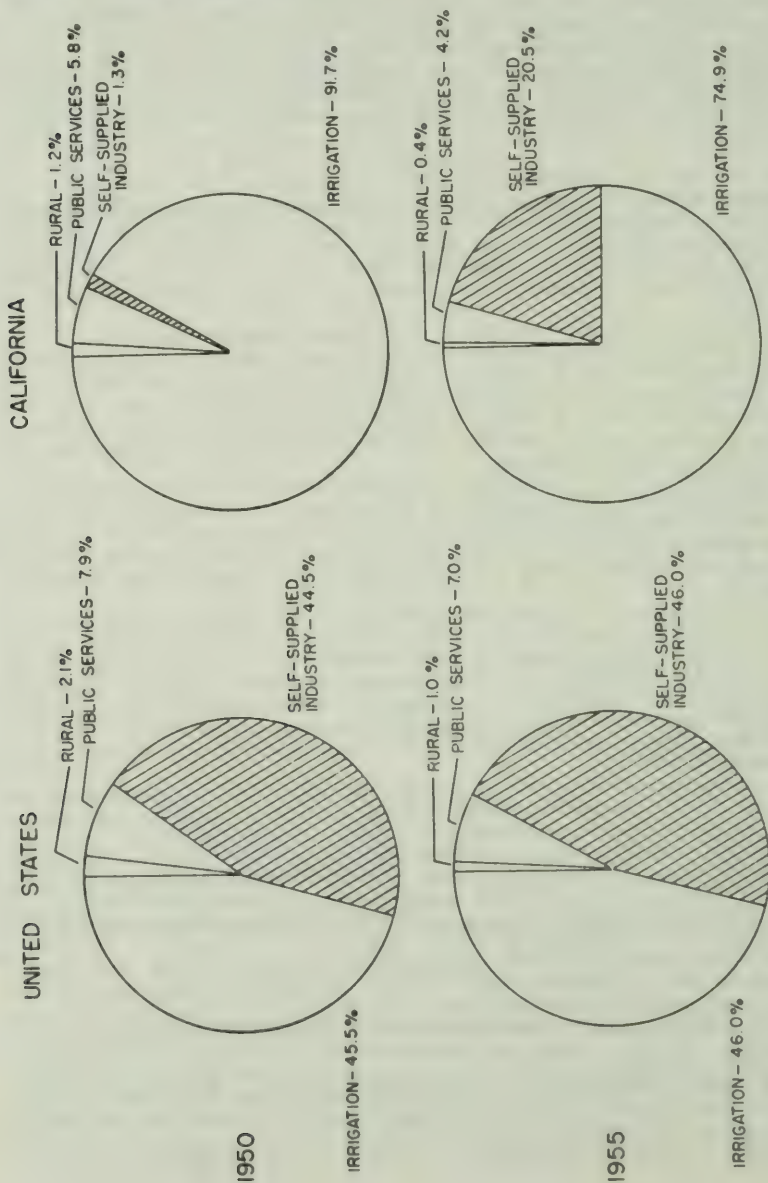 UNITED STATES
CALIFORNIA
1950
RURAL – 2.1%
PUBLIC SERVICES – 7.9%
SELF-SUPPLIED
INDUSTRY – 44.5%
IRRIGATION – 45.5%
RURAL – 1.2%
PUBLIC SERVICES – 5.8%
SELF-SUPPLIED
INDUSTRY – 1.3%
IRRIGATION – 91.7%
1955
RURAL – 1.0%
PUBLIC SERVICES – 7.0%
SELF-SUPPLIED
INDUSTRY – 46.0%
IRRIGATION – 46.0%
RURAL – 0.4%
PUBLIC SERVICES – 4.2%
SELF-SUPPLIED
INDUSTRY – 20.5%
IRRIGATION – 74.9%